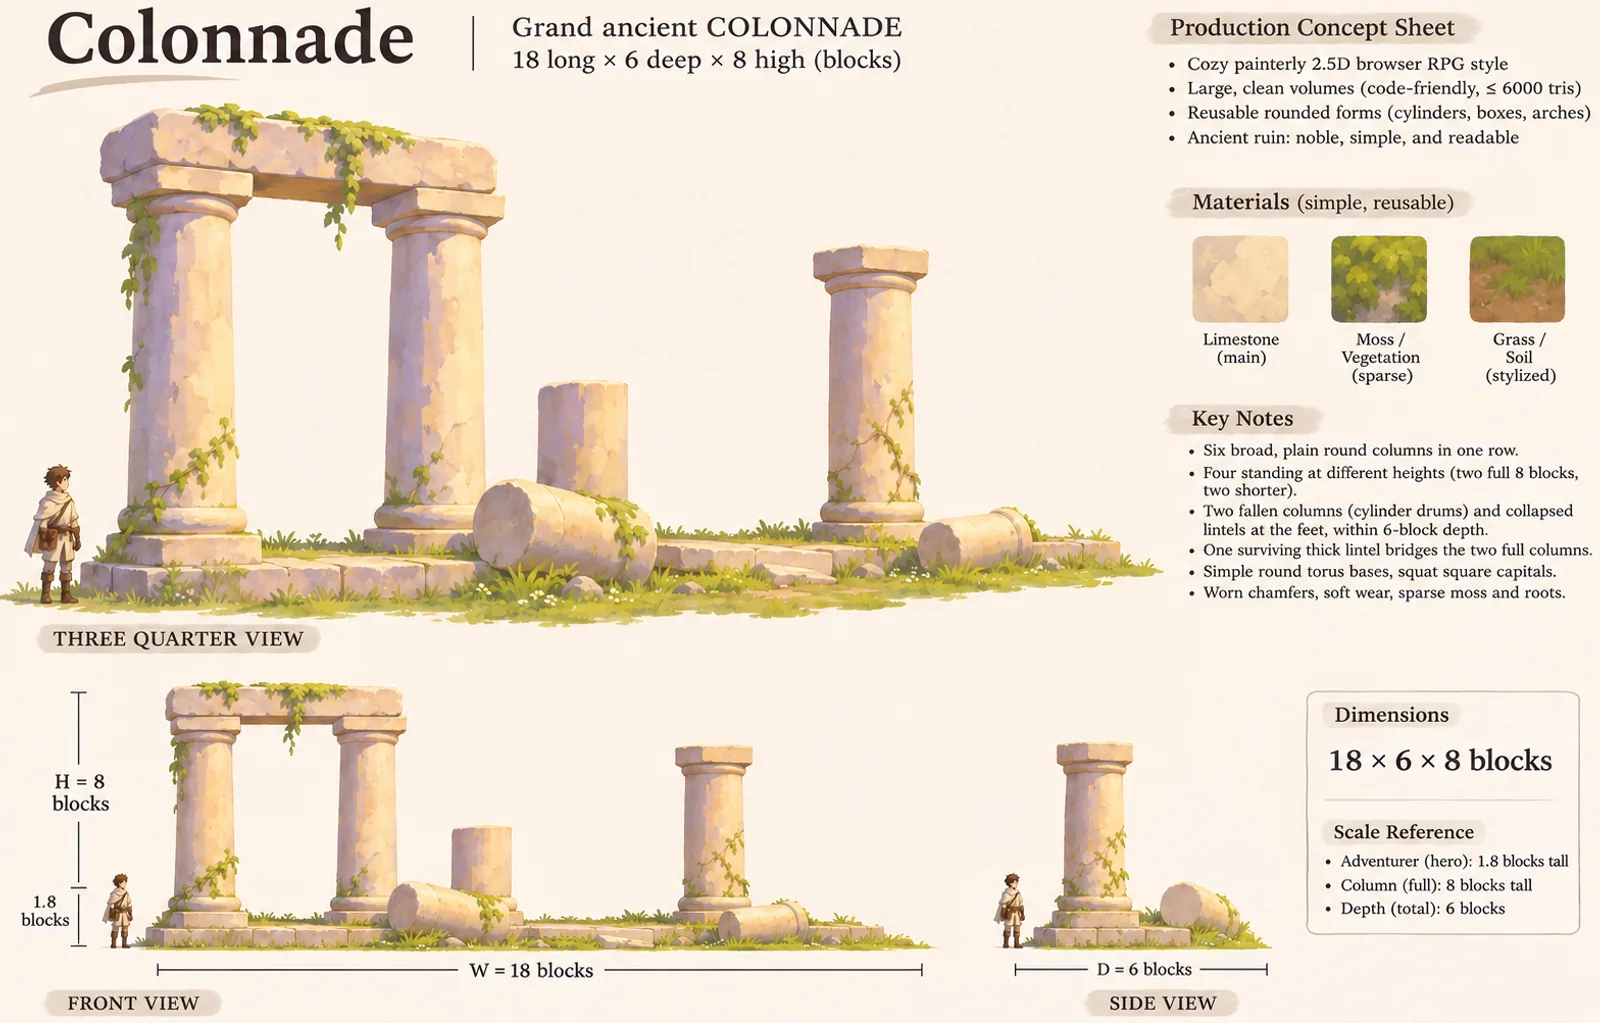 Colonnade
Grand ancient COLONNADE
18 long × 6 deep × 8 high (blocks)
Production Concept Sheet
• Cozy painterly 2.5D browser RPG style
• Large, clean volumes (code-friendly, ≤ 6000 tris)
• Reusable rounded forms (cylinders, boxes, arches)
• Ancient ruin: noble, simple, and readable
Materials (simple, reusable)
Limestone
(main)
Moss /
Vegetation
(sparse)
Grass /
Soil
(stylized)
Key Notes
• Six broad, plain round columns in one row.
• Four standing at different heights (two full 8 blocks,
two shorter).
• Two fallen columns (cylinder drums) and collapsed
lintels at the feet, within 6-block depth.
• One surviving thick lintel bridges the two full columns.
• Simple round torus bases, squat square capitals.
• Worn chamfers, soft wear, sparse moss and roots.
THREE QUARTER VIEW
H = 8
blocks
1.8
blocks
W = 18 blocks
FRONT VIEW
D = 6 blocks
SIDE VIEW
Dimensions
18 × 6 × 8 blocks
Scale Reference
• Adventurer (hero): 1.8 blocks tall
• Column (full): 8 blocks tall
• Depth (total): 6 blocks